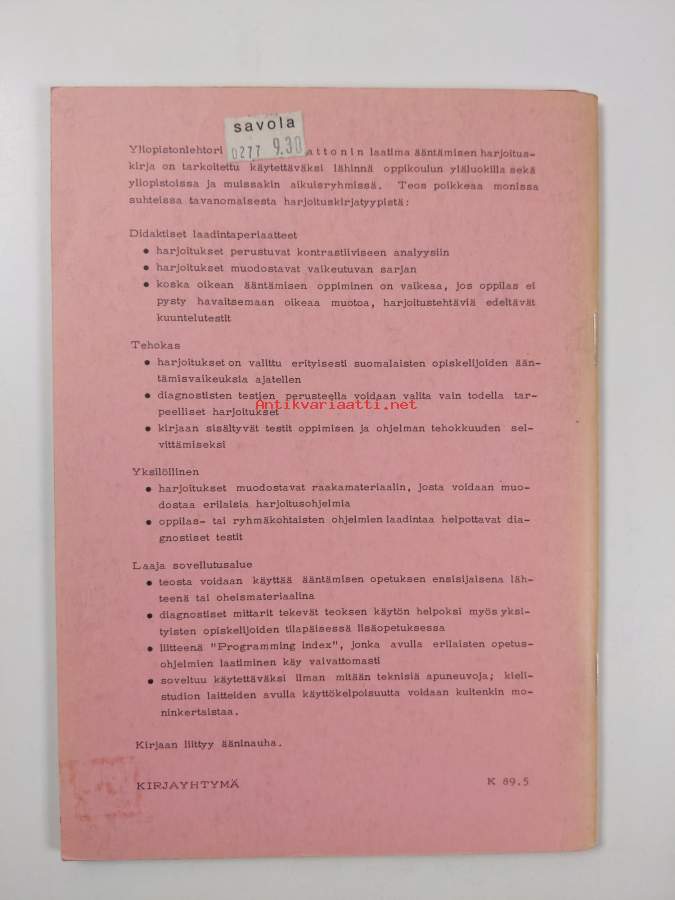 savola
0277 9.30
Yliopistonlehtori attonin laatima ääntämisen harjoitus-
kirja on tarkoitettu käytettäväksi lähinnä oppikoulun yläluokilla sekä
yliopistoissa ja muissakin aikuisryhmissä. Teos poikkeaa monissa
suhteissa tavanomaisesta harjoituskirjatyypistä:
Didaktiset laadintaperiaatteet
• harjoitukset perustuvat kontrastiiviseen analyysiin
• harjoitukset muodostavat vaikeutuvan sarjan
• koska oikean ääntämisen oppiminen on vaikeaa, jos oppilas ei
pysty havaitsemaan oikeaa muotoa, harjoitustehtäviä edeltävät
kuuntelutestit
Tehokas
• harjoitukset on valittu erityisesti suomalaisten opiskelijoiden ään-
tämisvaikeuksia ajatellen
• diagnostisten testien perusteella voidaan valita vain todella tar-
Antikvariaatti.net
peelliset harjoitukset
• kirjaan sisältyvät testit oppimisen ja ohjelman tehokkuuden sel-
vittämiseksi
Yksilöllinen
• harjoitukset muodostavat raakamateriaalin, josta voidaan muo-
dostaa erilaisia harjoitusohjelmia
• oppilas- tai ryhmäkohtaisten ohjelmien laadintaa helpottavat dia-
gnostiset testit
Laaja sovellutusalue
• teosta voidaan käyttää ääntämisen opetuksen ensisijaisena läh-
teenä tai oheismateriaalina
• diagnostiset mittarit tekevät teoksen käytön helpoksi myös yksi-
tyisten opiskelijoiden tilapäisessä lisäopetuksessa
• liitteenä "Programming index", jonka avulla erilaisten opetus-
ohjelmien laatiminen käy vaivattomasti
• soveltuu käytettäväksi ilman mitään teknisiä apuneuvoja; kieli-
studion laitteiden avulla käyttökelpoisuutta voidaan kuitenkin mo-
ninkertaistaa.
Kirjaan liittyy ääninauha.
KIRJAYHTYMÄ K 89.5